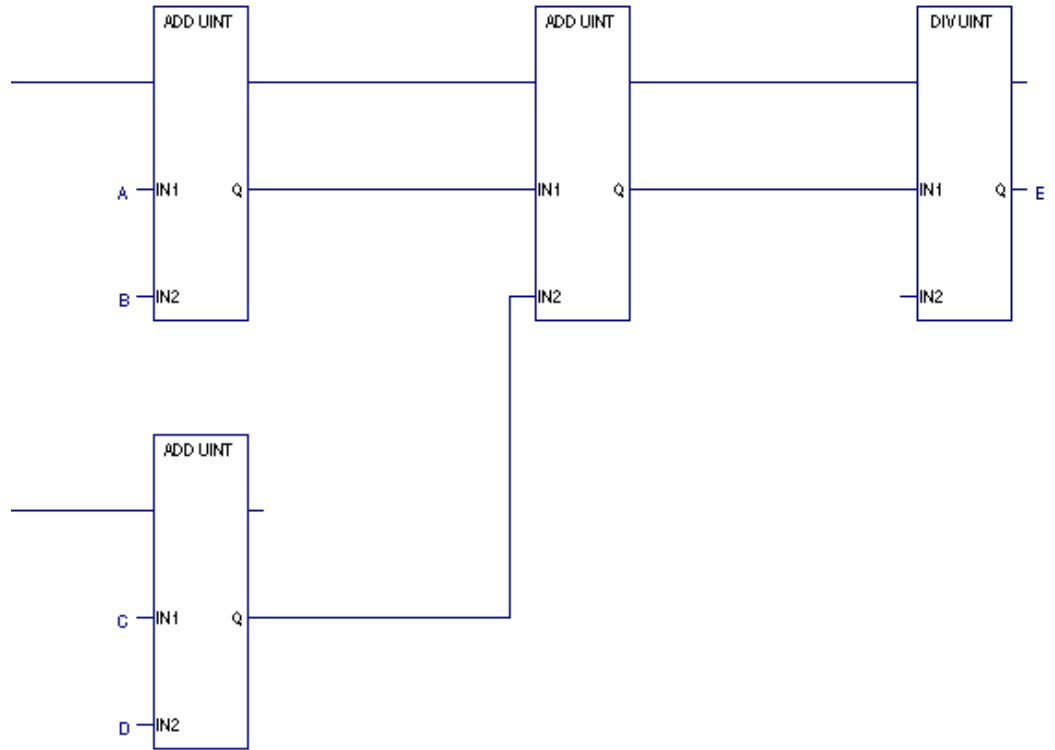 ADD UINT
ADD UINT
DIV UINT
A
IN1
Q
IN1
Q
IN1
Q
E
B
IN2
IN2
IN2
ADD UINT
C
IN1
Q
D
IN2